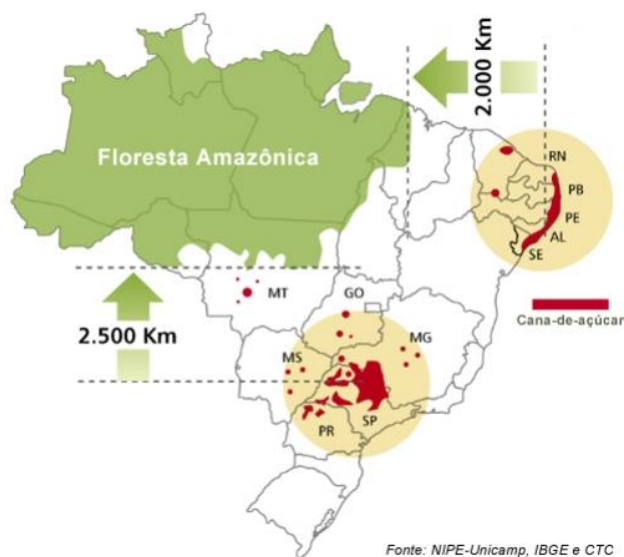 2.000 Km
Floresta Amazônica
RN
PB
PE
AL
SE
MT
GO
Cana-de-açúcar
2.500 Km
MG
MS
SP
PR
Fonte: NIPE-Unicamp, IBGE e CTC